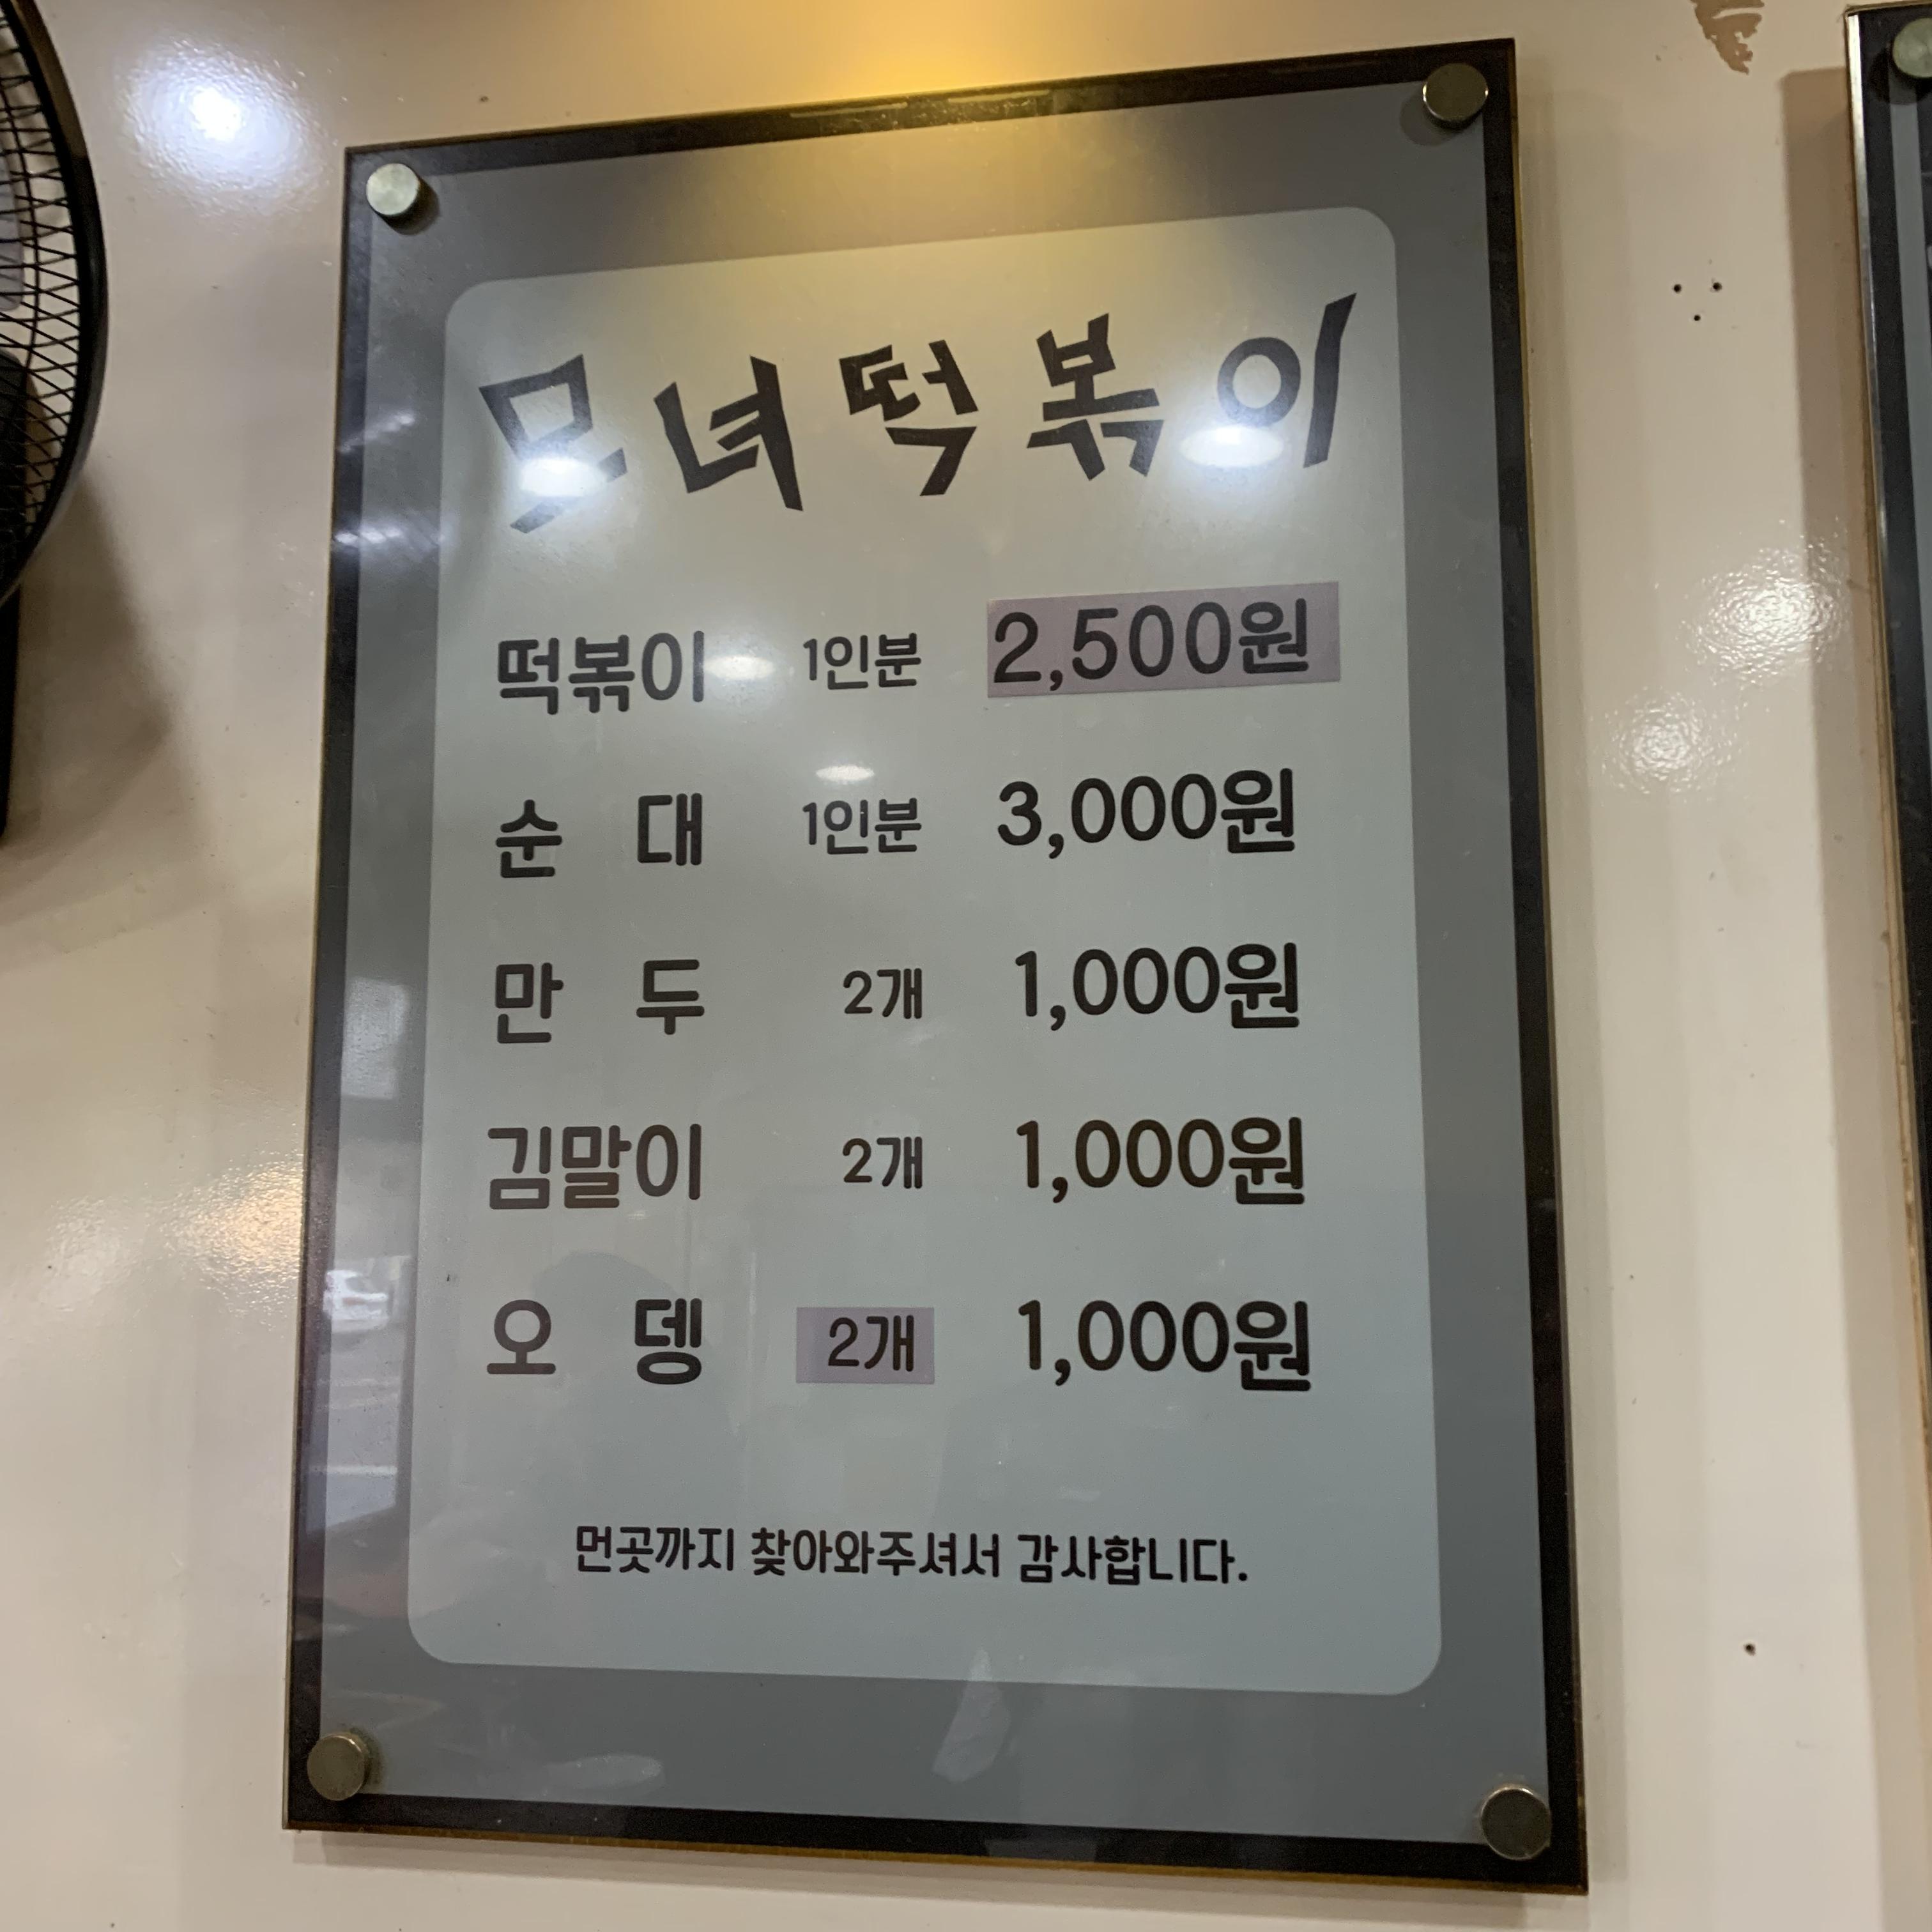 모녀떡볶이
떡볶이 1인분 2,500원
순대 1인분 3,000원
만두 2개 1,000원
김말이 2개 1,000원
오뎅 2개 1,000원
먼곳까지 찾아와주셔서 감사합니다.